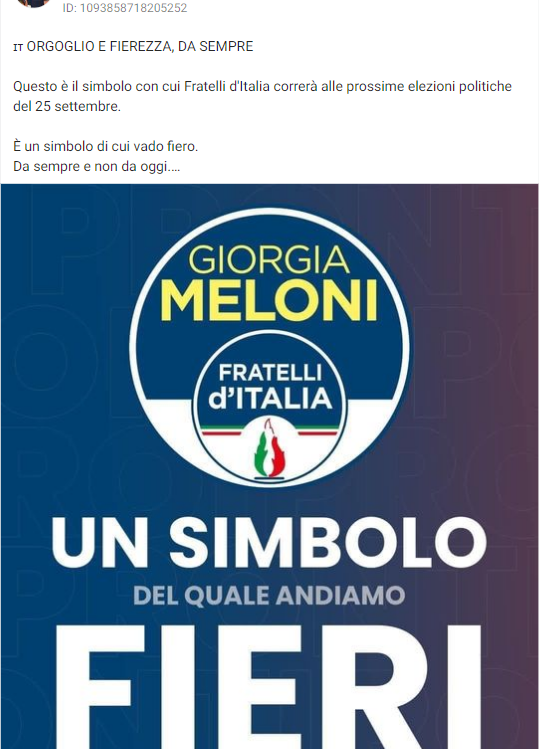 ID: 1093858718205252
IT ORGOGLIO E FIEREZZA, DA SEMPRE
Questo è il simbolo con cui Fratelli d'Italia correrà alle prossime elezioni politiche
del 25 settembre.
È un simbolo di cui vado fiero.
Da sempre e non da oggi....
GIORGIA
MELONI
FRATELLI
d'ITALIA
UN SIMBOLO
DEL QUALE ANDIAMO
FIERI